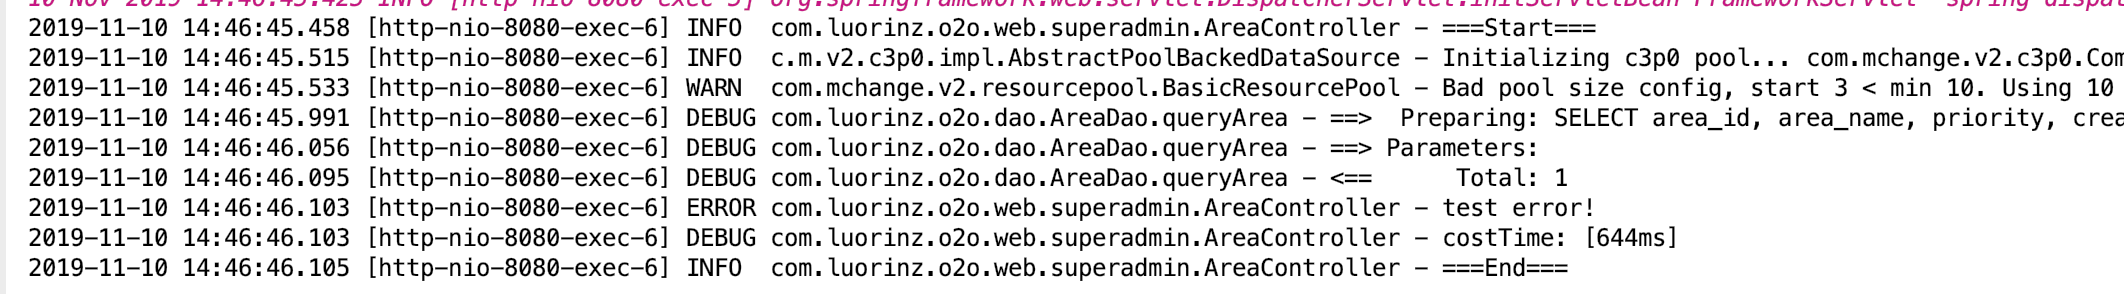 2019-11-10 14:46:45.458 [http-nio-8080-exec-6] INFO  com.luorinz.o2o.web.superadmin.AreaController - ===Start===
2019-11-10 14:46:45.515 [http-nio-8080-exec-6] INFO  c.m.v2.c3p0.impl.AbstractPoolBackedDataSource - Initializing c3p0 pool... com.mchange.v2.c3p0.Com
2019-11-10 14:46:45.533 [http-nio-8080-exec-6] WARN  com.mchange.v2.resourcepool.BasicResourcePool - Bad pool size config, start 3 < min 10. Using 10
2019-11-10 14:46:45.991 [http-nio-8080-exec-6] DEBUG com.luorinz.o2o.dao.AreaDao.queryArea - ==>  Preparing: SELECT area_id, area_name, priority, crea
2019-11-10 14:46:46.056 [http-nio-8080-exec-6] DEBUG com.luorinz.o2o.dao.AreaDao.queryArea - ==> Parameters:
2019-11-10 14:46:46.095 [http-nio-8080-exec-6] DEBUG com.luorinz.o2o.dao.AreaDao.queryArea - <==      Total: 1
2019-11-10 14:46:46.103 [http-nio-8080-exec-6] ERROR com.luorinz.o2o.web.superadmin.AreaController - test error!
2019-11-10 14:46:46.103 [http-nio-8080-exec-6] DEBUG com.luorinz.o2o.web.superadmin.AreaController - costTime: [644ms]
2019-11-10 14:46:46.105 [http-nio-8080-exec-6] INFO  com.luorinz.o2o.web.superadmin.AreaController - ===End===